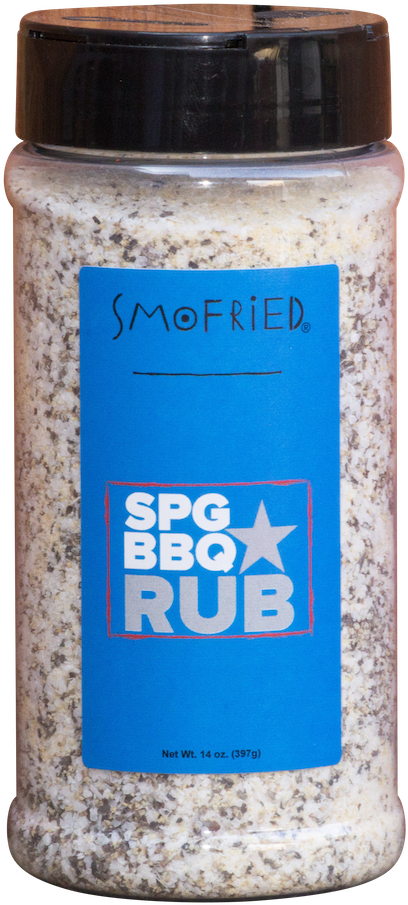 SMOFRiED®
SPG
BBQ
RUB
Net Wt. 14 oz. (397g)